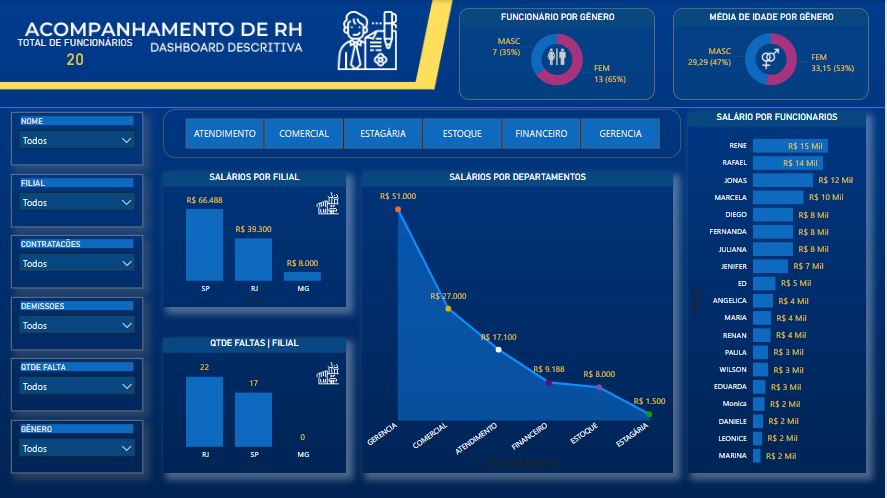 ACOMPANHAMENTO DE RH
TOTAL DE FUNCIONÁRIOS
DASHBOARD DESCRITIVA
20
FUNCIONÁRIO POR GÊNERO
MASC
7 (35%)
FEM
13 (65%)
MÉDIA DE IDADE POR GÊNERO
MASC
29,29 (47%)
FEM
33,15 (53%)
NOME
Todos
FILIAL
Todos
CONTRATACÕES
Todos
DEMISSOES
Todos
QTDE FALTA
Todos
GÊNERO
Todos
ATENDIMENTO COMERCIAL ESTAGÁRIA ESTOQUE FINANCEIRO GERENCIA
SALÁRIOS POR FILIAL
R$ 66.488
R$ 39.300
R$ 8.000
SP RJ MG
QTDE FALTAS | FILIAL
22
17
0
RJ SP MG
SALÁRIOS POR DEPARTAMENTOS
R$ 51.000
R$ 27.000
R$ 17.100
R$ 9.188
R$ 8.000
R$ 1.500
GERENCIA COMERCIAL ATENDIMENTO FINANCEIRO ESTOQUE ESTAGÁRIA
SALÁRIO POR FUNCIONARIOS
RENE R$ 15 Mil
RAFAEL R$ 14 Mil
JONAS R$ 12 Mil
MARCELA R$ 10 Mil
DIEGO R$ 8 Mil
FERNANDA R$ 8 Mil
JULIANA R$ 8 Mil
JENIFER R$ 7 Mil
ED R$ 5 Mil
ANGELICA R$ 4 Mil
MARIA R$ 4 Mil
RENAN R$ 4 Mil
PAULA R$ 3 Mil
WILSON R$ 3 Mil
EDUARDA R$ 3 Mil
Monica R$ 2 Mil
DANIELE R$ 2 Mil
LEONICE R$ 2 Mil
MARINA R$ 2 Mil